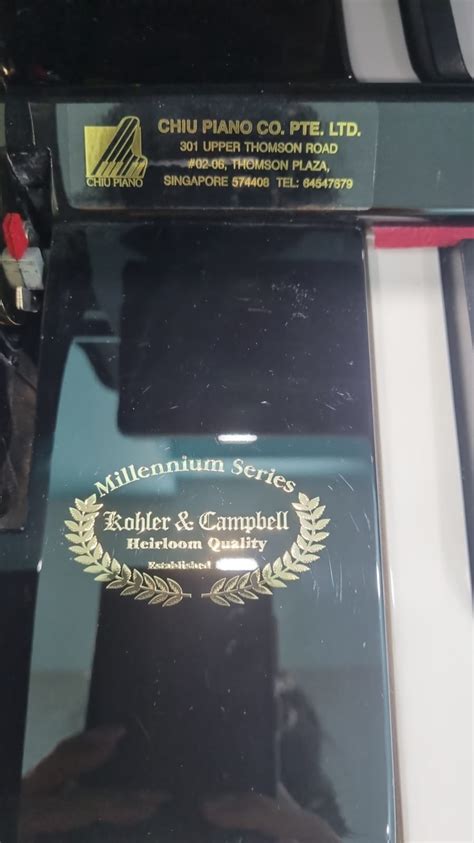 CHIU PIANO CO. PTE. LTD.
301 UPPER THOMSON ROAD
#02-06, THOMSON PLAZA,
SINGAPORE 574408 TEL: 64547679
CHIU PIANO
Millennium Series
Kohler & Campbell
Heirloom Quality
Established